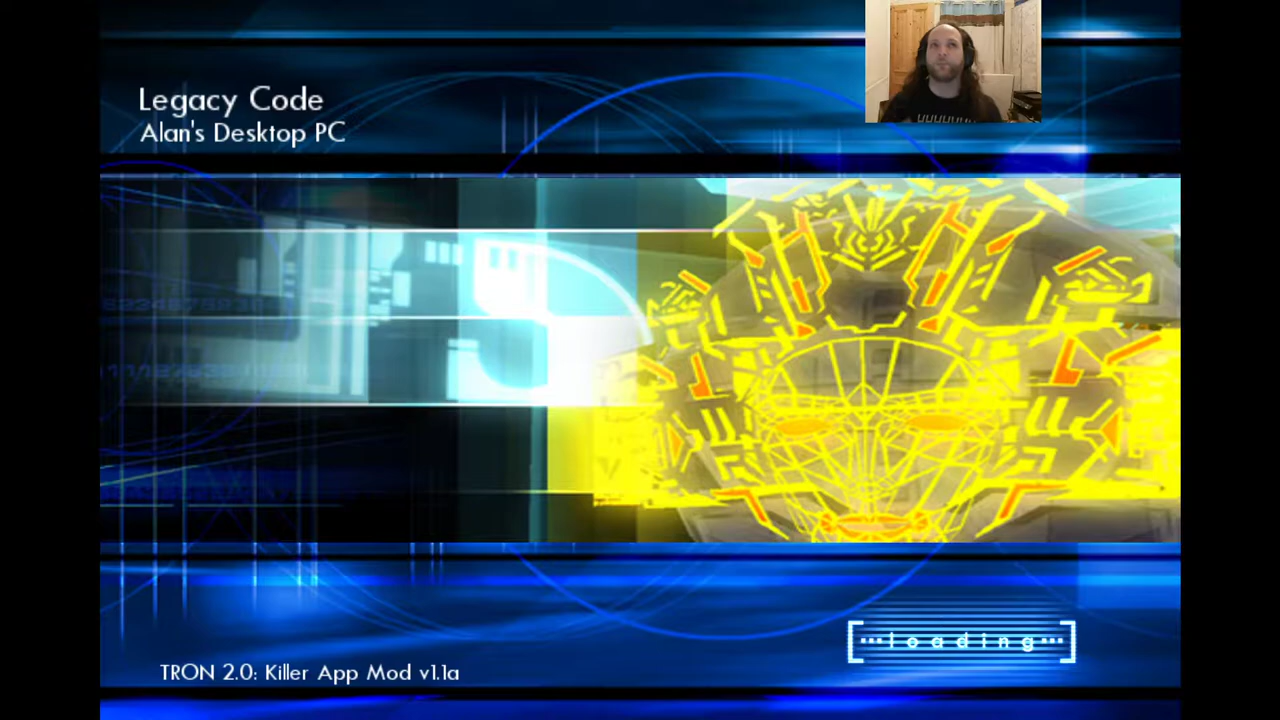 Legacy Code
Alan's Desktop PC
loading
TRON 2.0: Killer App Mod v1.1a